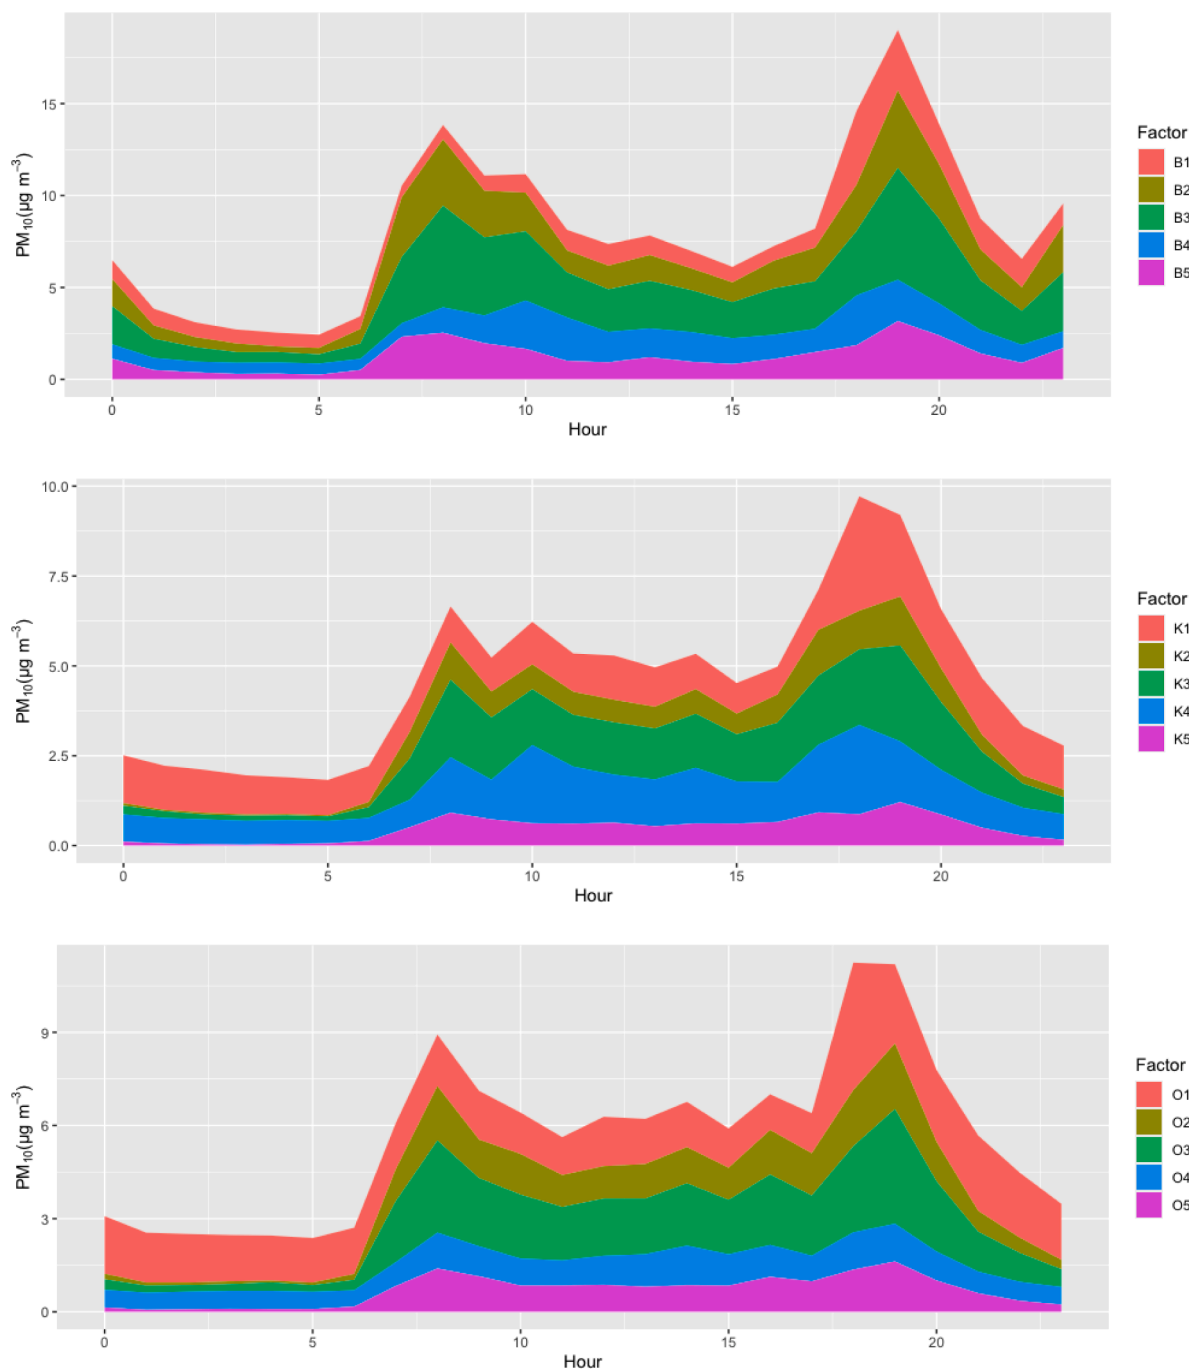 PM₁₀(µg m⁻³)
15
10
5
0
0 5 10 15 20
Hour
Factor
B1
B2
B3
B4
B5
PM₁₀(µg m⁻³)
10.0
7.5
5.0
2.5
0.0
0 5 10 15 20
Hour
Factor
K1
K2
K3
K4
K5
PM₁₀(µg m⁻³)
9
6
3
0
0 5 10 15 20
Hour
Factor
O1
O2
O3
O4
O5